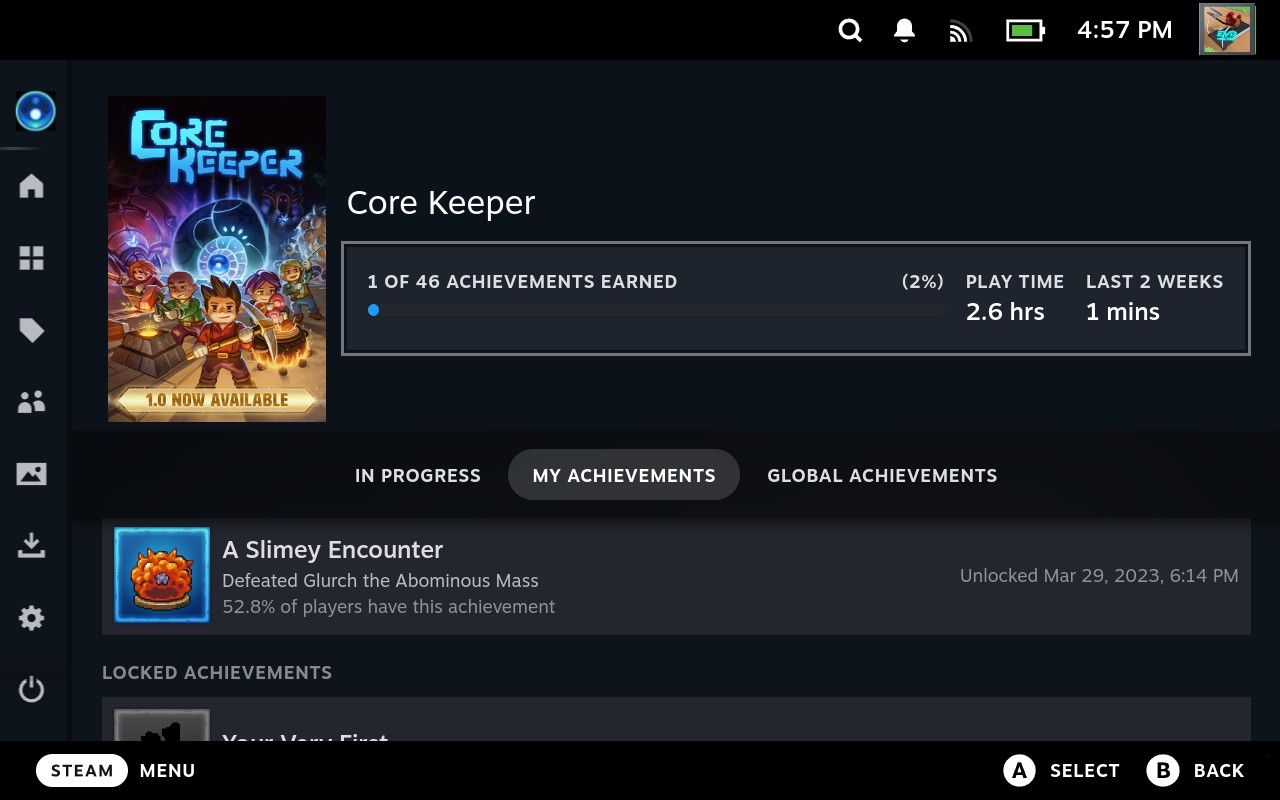 4:57 PM
CORE
KEEPER
1.0 NOW AVAILABLE
Core Keeper
1 OF 46 ACHIEVEMENTS EARNED (2%) PLAY TIME LAST 2 WEEKS
2.6 hrs 1 mins
IN PROGRESS MY ACHIEVEMENTS GLOBAL ACHIEVEMENTS
A Slimey Encounter
Defeated Glurch the Abominous Mass
52.8% of players have this achievement
Unlocked Mar 29, 2023, 6:14 PM
LOCKED ACHIEVEMENTS
Your Very First
STEAM MENU A SELECT B BACK